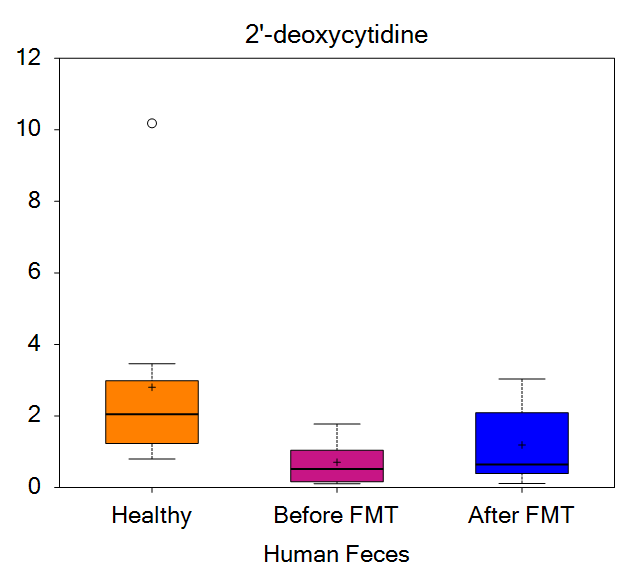 2'-deoxycytidine
12
10
8
6
4
2
0
Healthy
Before FMT
After FMT
Human Feces